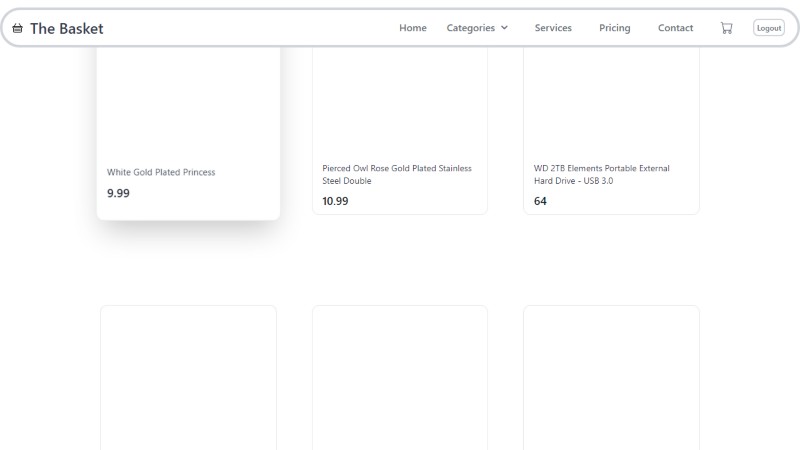 The Basket
Home
Categories
Services
Pricing
Contact
Logout
White Gold Plated Princess
9.99
Pierced Owl Rose Gold Plated Stainless
Steel Double
10.99
WD 2TB Elements Portable External
Hard Drive - USB 3.0
64